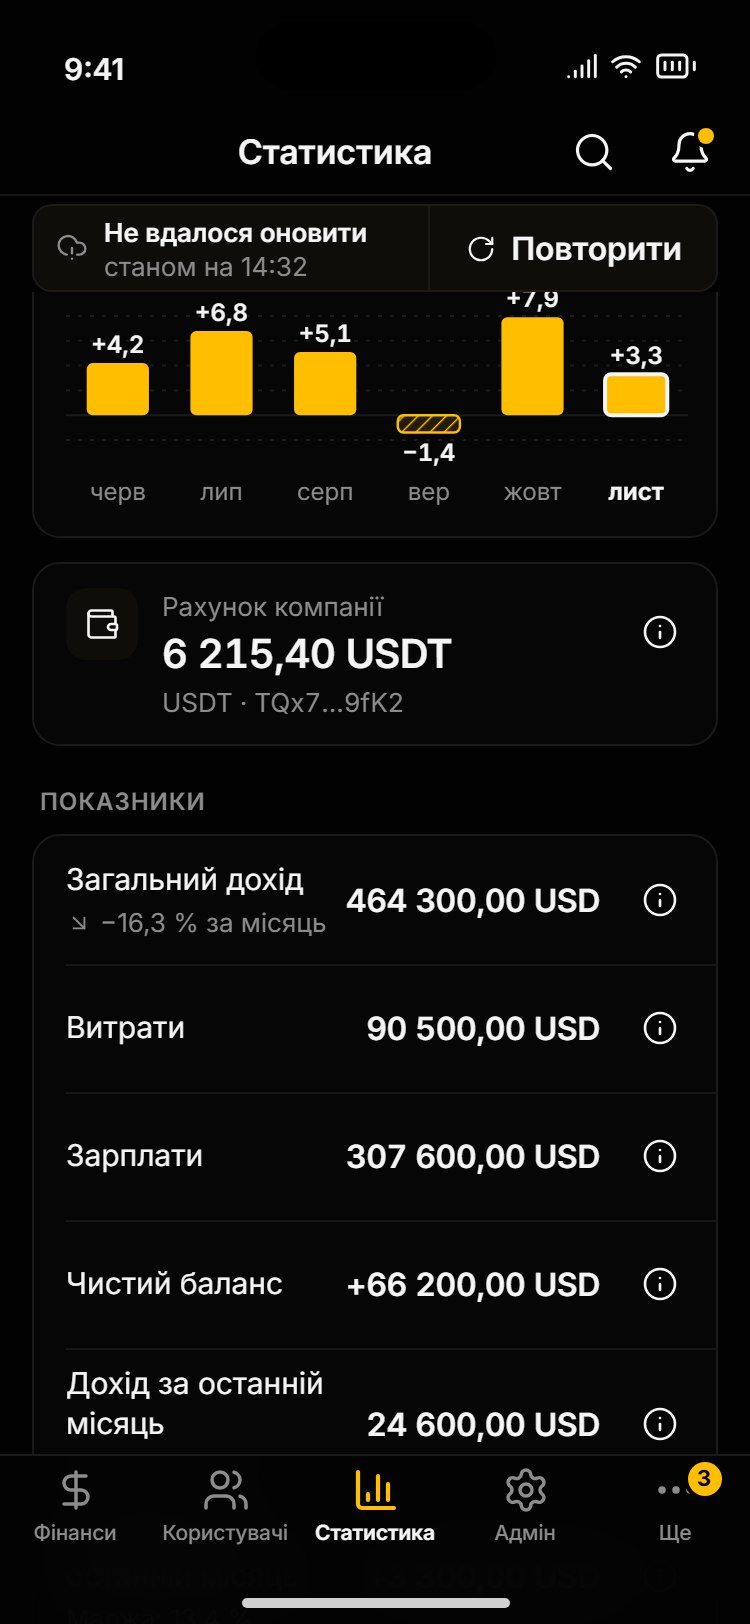 9:41
Статистика
Не вдалося оновити
станом на 14:32
Повторити
+4,2
+6,8
+5,1
−1,4
+7,9
+3,3
черв
лип
серп
вер
жовт
лист
Рахунок компанії
6 215,40 USDT
USDT · TQx7…9fK2
ПОКАЗНИКИ
Загальний дохід
464 300,00 USD
−16,3 % за місяць
Витрати
90 500,00 USD
Зарплати
307 600,00 USD
Чистий баланс
+66 200,00 USD
Дохід за останній
місяць
24 600,00 USD
3
Фінанси
Користувачі
Статистика
Адмін
Ще